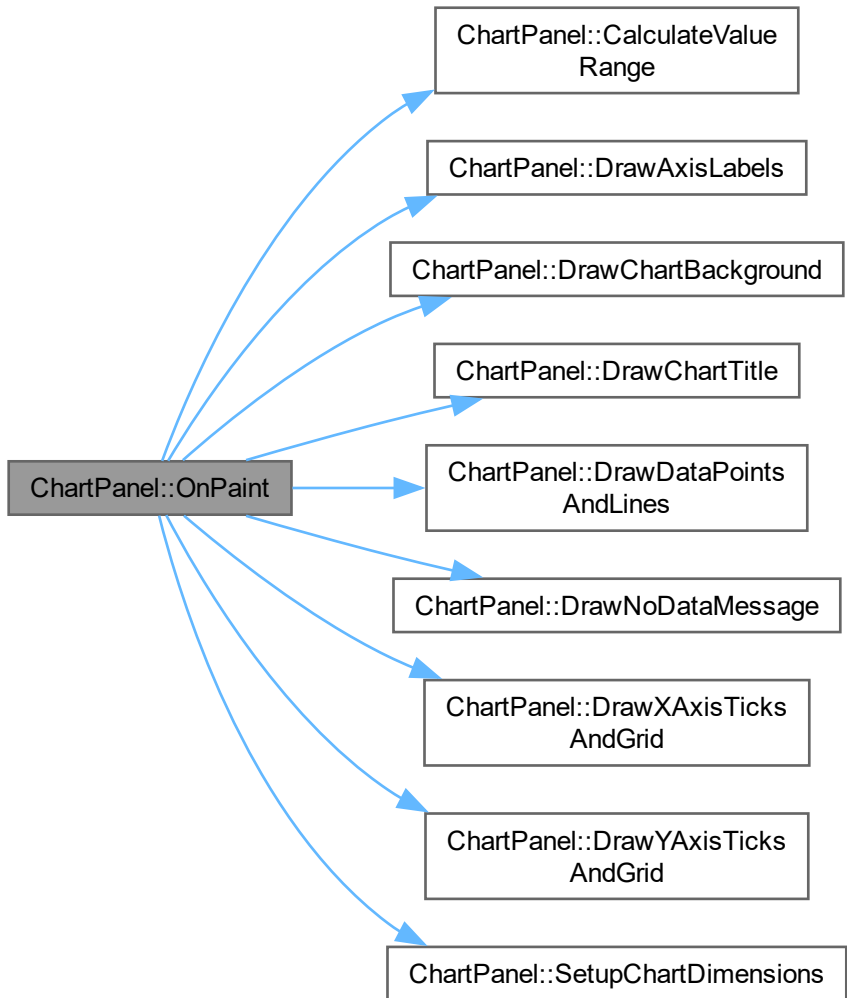 ChartPanel::CalculateValue
Range
ChartPanel::DrawAxisLabels
ChartPanel::DrawChartBackground
ChartPanel::DrawChartTitle
ChartPanel::OnPaint
ChartPanel::DrawDataPoints
AndLines
ChartPanel::DrawNoDataMessage
ChartPanel::DrawXAxisTicks
AndGrid
ChartPanel::DrawYAxisTicks
AndGrid
ChartPanel::SetupChartDimensions